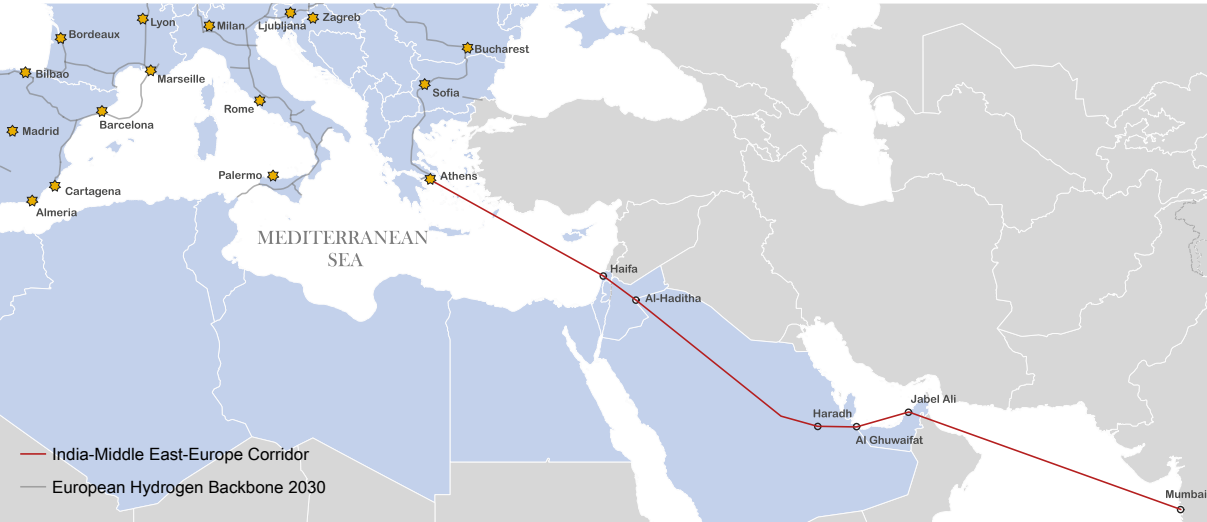 Lyon
Milan
Ljubljana
Zagreb
Bordeaux
Bucharest
Bilbao
Marseille
Sofia
Rome
Barcelona
Madrid
Palermo
Athens
Cartagena
Almeria
MEDITERRANEAN
SEA
Haifa
Al-Haditha
Jabel Ali
Haradh
Al Ghuwaifat
India-Middle East-Europe Corridor
European Hydrogen Backbone 2030
Mumbai